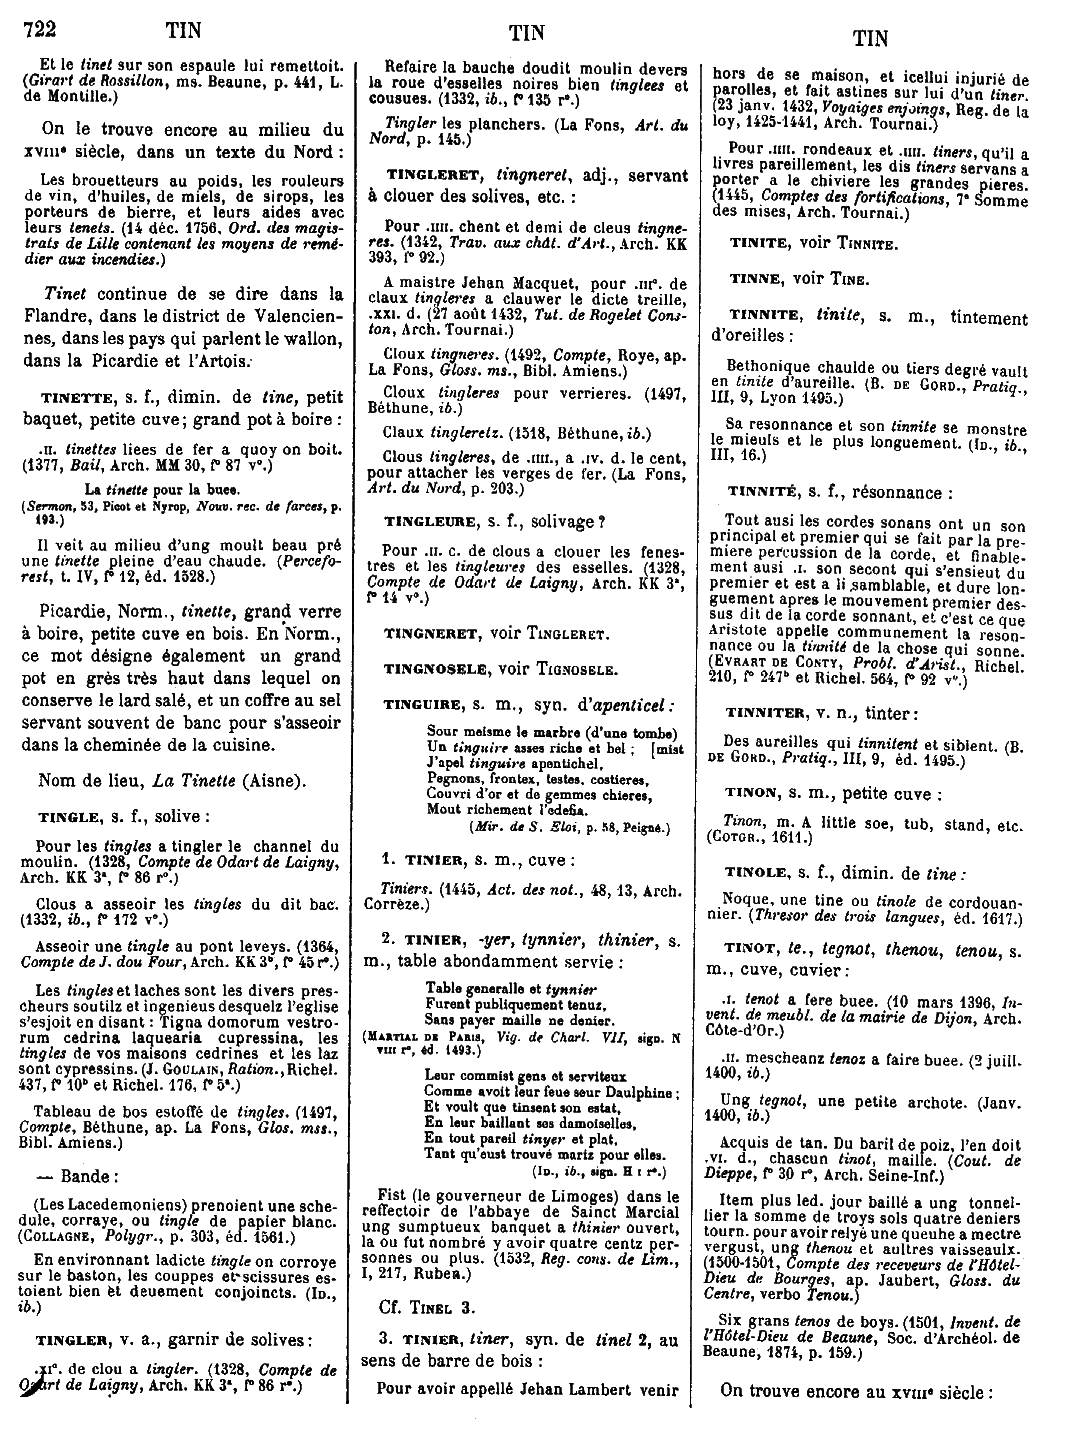 722 TIN TIN TIN
Et le tinet sur son espaule lui remettoit.
(Girart de Rossillon, ms. Beaune, p. 441, L.
de Montille.)
On le trouve encore au milieu du
XVIIIe siècle, dans un texte du Nord :
Les brouetteurs au poids, les rouleurs
de vin, d'huiles, de miels, de sirops, les
porteurs de bierre, et leurs aides avec
leurs tenets. (14 déc. 1756, Ord. des magis-
trats de Lille contenant les moyens de remé-
dier aux incendies.)
Tinet continue de se dire dans la
Flandre, dans le district de Valencien-
nes, dans les pays qui parlent le wallon,
dans la Picardie et l'Artois.
TINETTE, s. f., dimin. de tine, petit
baquet, petite cuve; grand pot à boire :
.II. tinettes liees de fer a quoy on boit.
(1377, Bail, Arch. MM 30, f° 87 v°.)
La tinette pour la buee.
(Sermon, 53, Picot et Nyrop, Nouv. rec. de farces, p.
193.)
Il veit au milieu d'ung moult beau pré
une tinette pleine d'eau chaude. (Percefo-
rest, t. IV, f° 12, éd. 1528.)
Picardie, Norm., tinette, grand verre
à boire, petite cuve en bois. En Norm.,
ce mot désigne également un grand
pot en grès très haut dans lequel on
conserve le lard salé, et un coffre au sel
servant souvent de banc pour s'asseoir
dans la cheminée de la cuisine.
Nom de lieu, La Tinette (Aisne).
TINGLE, s. f., solive :
Pour les tingles a tingler le channel du
moulin. (1328, Compte de Odart de Laigny,
Arch. KK 3a, f° 86 r°.)
Clous a asseoir les tingles du dit bac.
(1332, ib., f° 172 v°.)
Asseoir une tingle au pont leveys. (1364,
Compte de J. dou Four, Arch. KK 3b, f° 45 r°.)
Les tingles et laches sont les divers pres-
cheurs soutilz et ingenieus desquelz l'eglise
s'esjoit en disant : Tigna domorum vestro-
rum cedrina laquearia cupressina, les
tingles de vos maisons cedrines et les laz
sont cypressins. (J. GOULAIN, Ration., Richel.
437, f° 10b et Richel. 176, f° 5a.)
Tableau de bos estoffé de tingles. (1497,
Compte, Béthune, ap. La Fons, Glos. mss.,
Bibl. Amiens.)
— Bande :
(Les Lacedemoniens) prenoient une sche-
dule, corraye, ou tingle de papier blanc.
(COLLAGNE, Polygr., p. 303, éd. 1561.)
En environnant ladicte tingle on corroye
sur le baston, les couppes et scissures es-
toient bien et deuement conjoincts. (ID.,
ib.)
TINGLER, v. a., garnir de solives :
.XIc. de clou a tingler. (1328, Compte de
Odart de Laigny, Arch. KK 3a, f° 86 r°.)
Refaire la bauche doudit moulin devers
la roue d'esselles noires bien tinglees et
cousues. (1332, ib., f° 135 r°.)
Tingler les planchers. (La Fons, Art. du
Nord, p. 145.)
TINGLERET, tingneret, adj., servant
à clouer des solives, etc. :
Pour .IIII. chent et demi de cleus tingne-
res. (1342, Trav. aux chât. d'Art., Arch. KK
393, f° 92.)
A maistre Jehan Macquet, pour .IIIc. de
claux tingleres a clauwer le dicte treille,
.XXI. d. (27 août 1432, Tut. de Rogelet Cons-
ton, Arch. Tournai.)
Cloux tingneres. (1492, Compte, Roye, ap.
La Fons, Gloss. ms., Bibl. Amiens.)
Cloux tingleres pour verrieres. (1497,
Béthune, ib.)
Claux tingleretz. (1518, Béthune, ib.)
Clous tingleres, de .IIII., a .IV. d. le cent,
pour attacher les verges de fer. (La Fons,
Art. du Nord, p. 203.)
TINGLEURE, s. f., solivage ?
Pour .II. c. de clous a clouer les fenes-
tres et les tingleures des esselles. (1328,
Compte de Odart de Laigny, Arch. KK 3a,
f° 14 v°.)
TINGNERET, voir TINGLERET.
TINGNOSELE, voir TIGNOSELE.
TINGUIRE, s. m., syn. d'apenticel :
Sour meisme le marbre (d'une tombe)
Un tinguire asses riche et bel ; [mist
J'apel tinguire apentichel,
Pegnons, frontex, testes, costieres,
Couvri d'or et de gemmes chieres,
Mout richement l'edefia.
(Mir. de S. Eloi, p. 58, Peigné.)
1. TINIER, s. m., cuve :
Tiniers. (1445, Act. des not., 48, 13, Arch.
Corrèze.)
2. TINIER, -yer, tynnier, thinier, s.
m., table abondamment servie :
Table generalle et tynnier
Furent publiquement tenuz,
Sans payer maille ne denier.
(MARTIAL DE PARIS, Vig. de Charl. VII, sign. N
VIII r°, éd. 1493.)
Leur commist gens et serviteux
Comme avoit leur feue seur Daulphine ;
Et voult que tinsent son estat,
En leur baillant ses damoiselles,
En tout pareil tinyer et plat,
Tant qu'eust trouvé mariz pour elles.
(ID., ib., sign. H I r°.)
Fist (le gouverneur de Limoges) dans le
reffectoir de l'abbaye de Sainct Marcial
ung sumptueux banquet a thinier ouvert,
la ou fut nombré y avoir quatre centz per-
sonnes ou plus. (1532, Reg. cons. de Lim.,
I, 217, Ruben.)
Cf. TINEL 3.
3. TINIER, tiner, syn. de tinel 2, au
sens de barre de bois :
Pour avoir appellé Jehan Lambert venir
hors de se maison, et icellui injurié de
parolles, et fait astines sur lui d'un tiner.
(23 janv. 1432, Voyaiges enjoings, Reg. de la
loy, 1425-1441, Arch. Tournai.)
Pour .IIII. rondeaux et .IIII. tiners, qu'il a
livres pareillement, les dis tiners servans a
porter a le chiviere les grandes pieres.
(1445, Comptes des fortifications, 7e Somme
des mises, Arch. Tournai.)
TINITE, voir TINNITE.
TINNE, voir TINE.
TINNITE, tinite, s. m., tintement
d'oreilles :
Bethonique chaulde ou tiers degré vault
en tinite d'aureille. (B. DE GORD., Pratiq.,
III, 9, Lyon 1495.)
Sa resonnance et son tinnite se monstre
le mieuls et le plus longuement. (ID., ib.,
III, 16.)
TINNITÉ, s. f., résonnance :
Tout ausi les cordes sonans ont un son
principal et premier qui se fait par la pre-
miere percussion de la corde, et finable-
ment ausi .I. son secont qui s'ensieut du
premier et est a li samblable, et dure lon-
guement apres le mouvement premier des-
sus dit de la corde sonnant, et c'est ce que
Aristote appelle communement la reson-
nance ou la tinnité de la chose qui sonne.
(EVRART DE CONTY, Probl. d'Arist., Richel.
210, f° 247b et Richel. 564, f° 92 v°.)
TINNITER, v. n., tinter :
Des aureilles qui tinnitent et siblent. (B.
DE GORD., Pratiq., III, 9, éd. 1495.)
TINON, s. m., petite cuve :
Tinon, m. A little soe, tub, stand, etc.
(COTGR., 1611.)
TINOLE, s. f., dimin. de tine :
Noque, une tine ou tinole de cordouan-
nier. (Thresor des trois langues, éd. 1617.)
TINOT, te., tegnot, thenou, tenou, s.
m., cuve, cuvier :
.I. tenot a fere buee. (10 mars 1396, In-
vent. de meubl. de la mairie de Dijon, Arch.
Côte-d'Or.)
.II. mescheanz tenoz a faire buee. (2 juill.
1400, ib.)
Ung tegnot, une petite archote. (Janv.
1400, ib.)
Acquis de tan. Du baril de poiz, l'en doit
.VI. d., chascun tinot, maille. (Cout. de
Dieppe, f° 30 r°, Arch. Seine-Inf.)
Item plus led. jour baillé a ung tonnel-
lier la somme de troys sols quatre deniers
tourn. pour avoir relyé une queuhe a mectre
vergust, ung thenou et aultres vaisseaulx.
(1500-1501, Compte des receveurs de l'Hôtel-
Dieu de Bourges, ap. Jaubert, Gloss. du
Centre, verbo Tenou.)
Six grans tenos de boys. (1501, Invent. de
l'Hôtel-Dieu de Beaune, Soc. d'Archéol. de
Beaune, 1874, p. 159.)
On trouve encore au XVIIIe siècle :